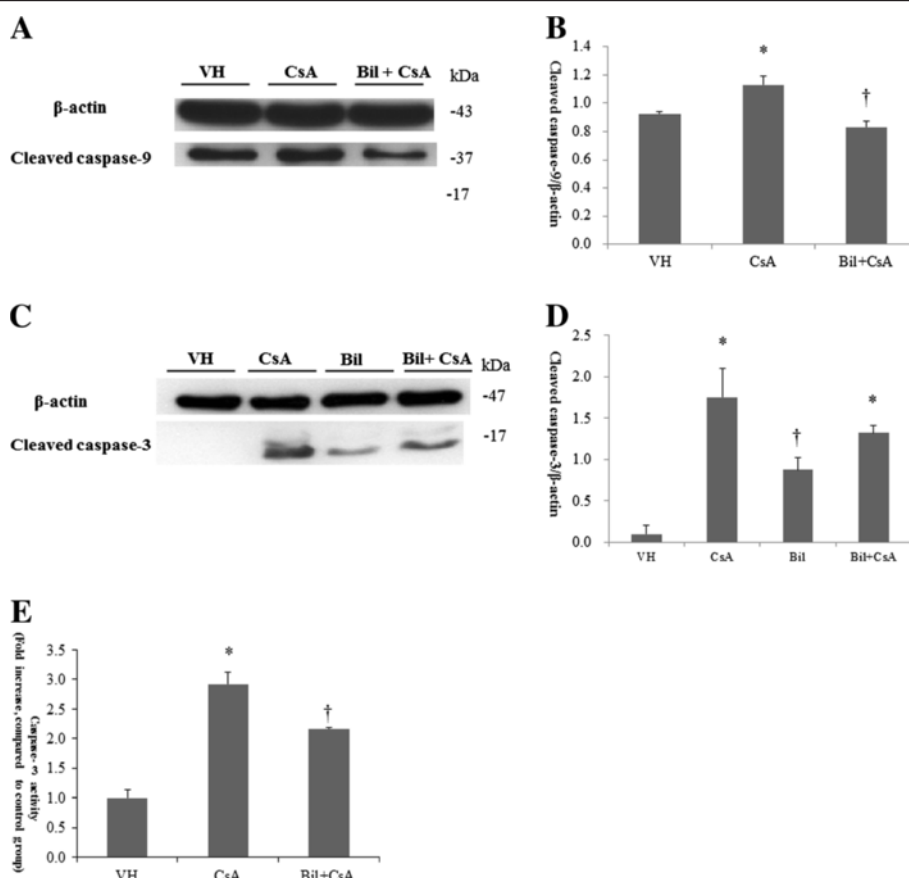 A
VH CsA Bil + CsA kDa
β-actin -43
Cleaved caspase-9 -37
-17
B
Cleaved caspase-9/β-actin
1.4
1.2
1.0
0.8
0.6
0.4
0.2
0.0
*
†
VH CsA Bil+CsA
C
VH CsA Bil Bil+ CsA kDa
β-actin -47
Cleaved caspase-3 -17
D
Cleaved caspase-3/β-actin
2.5
2.0
1.5
1.0
0.5
0.0
*
†
*
VH CsA Bil Bil+CsA
E
Caspase-3 activity
(Fold increase, compared to control group)
3.5
3.0
2.5
2.0
1.5
1.0
0.5
0.0
*
†
VH CsA Bil+CsA